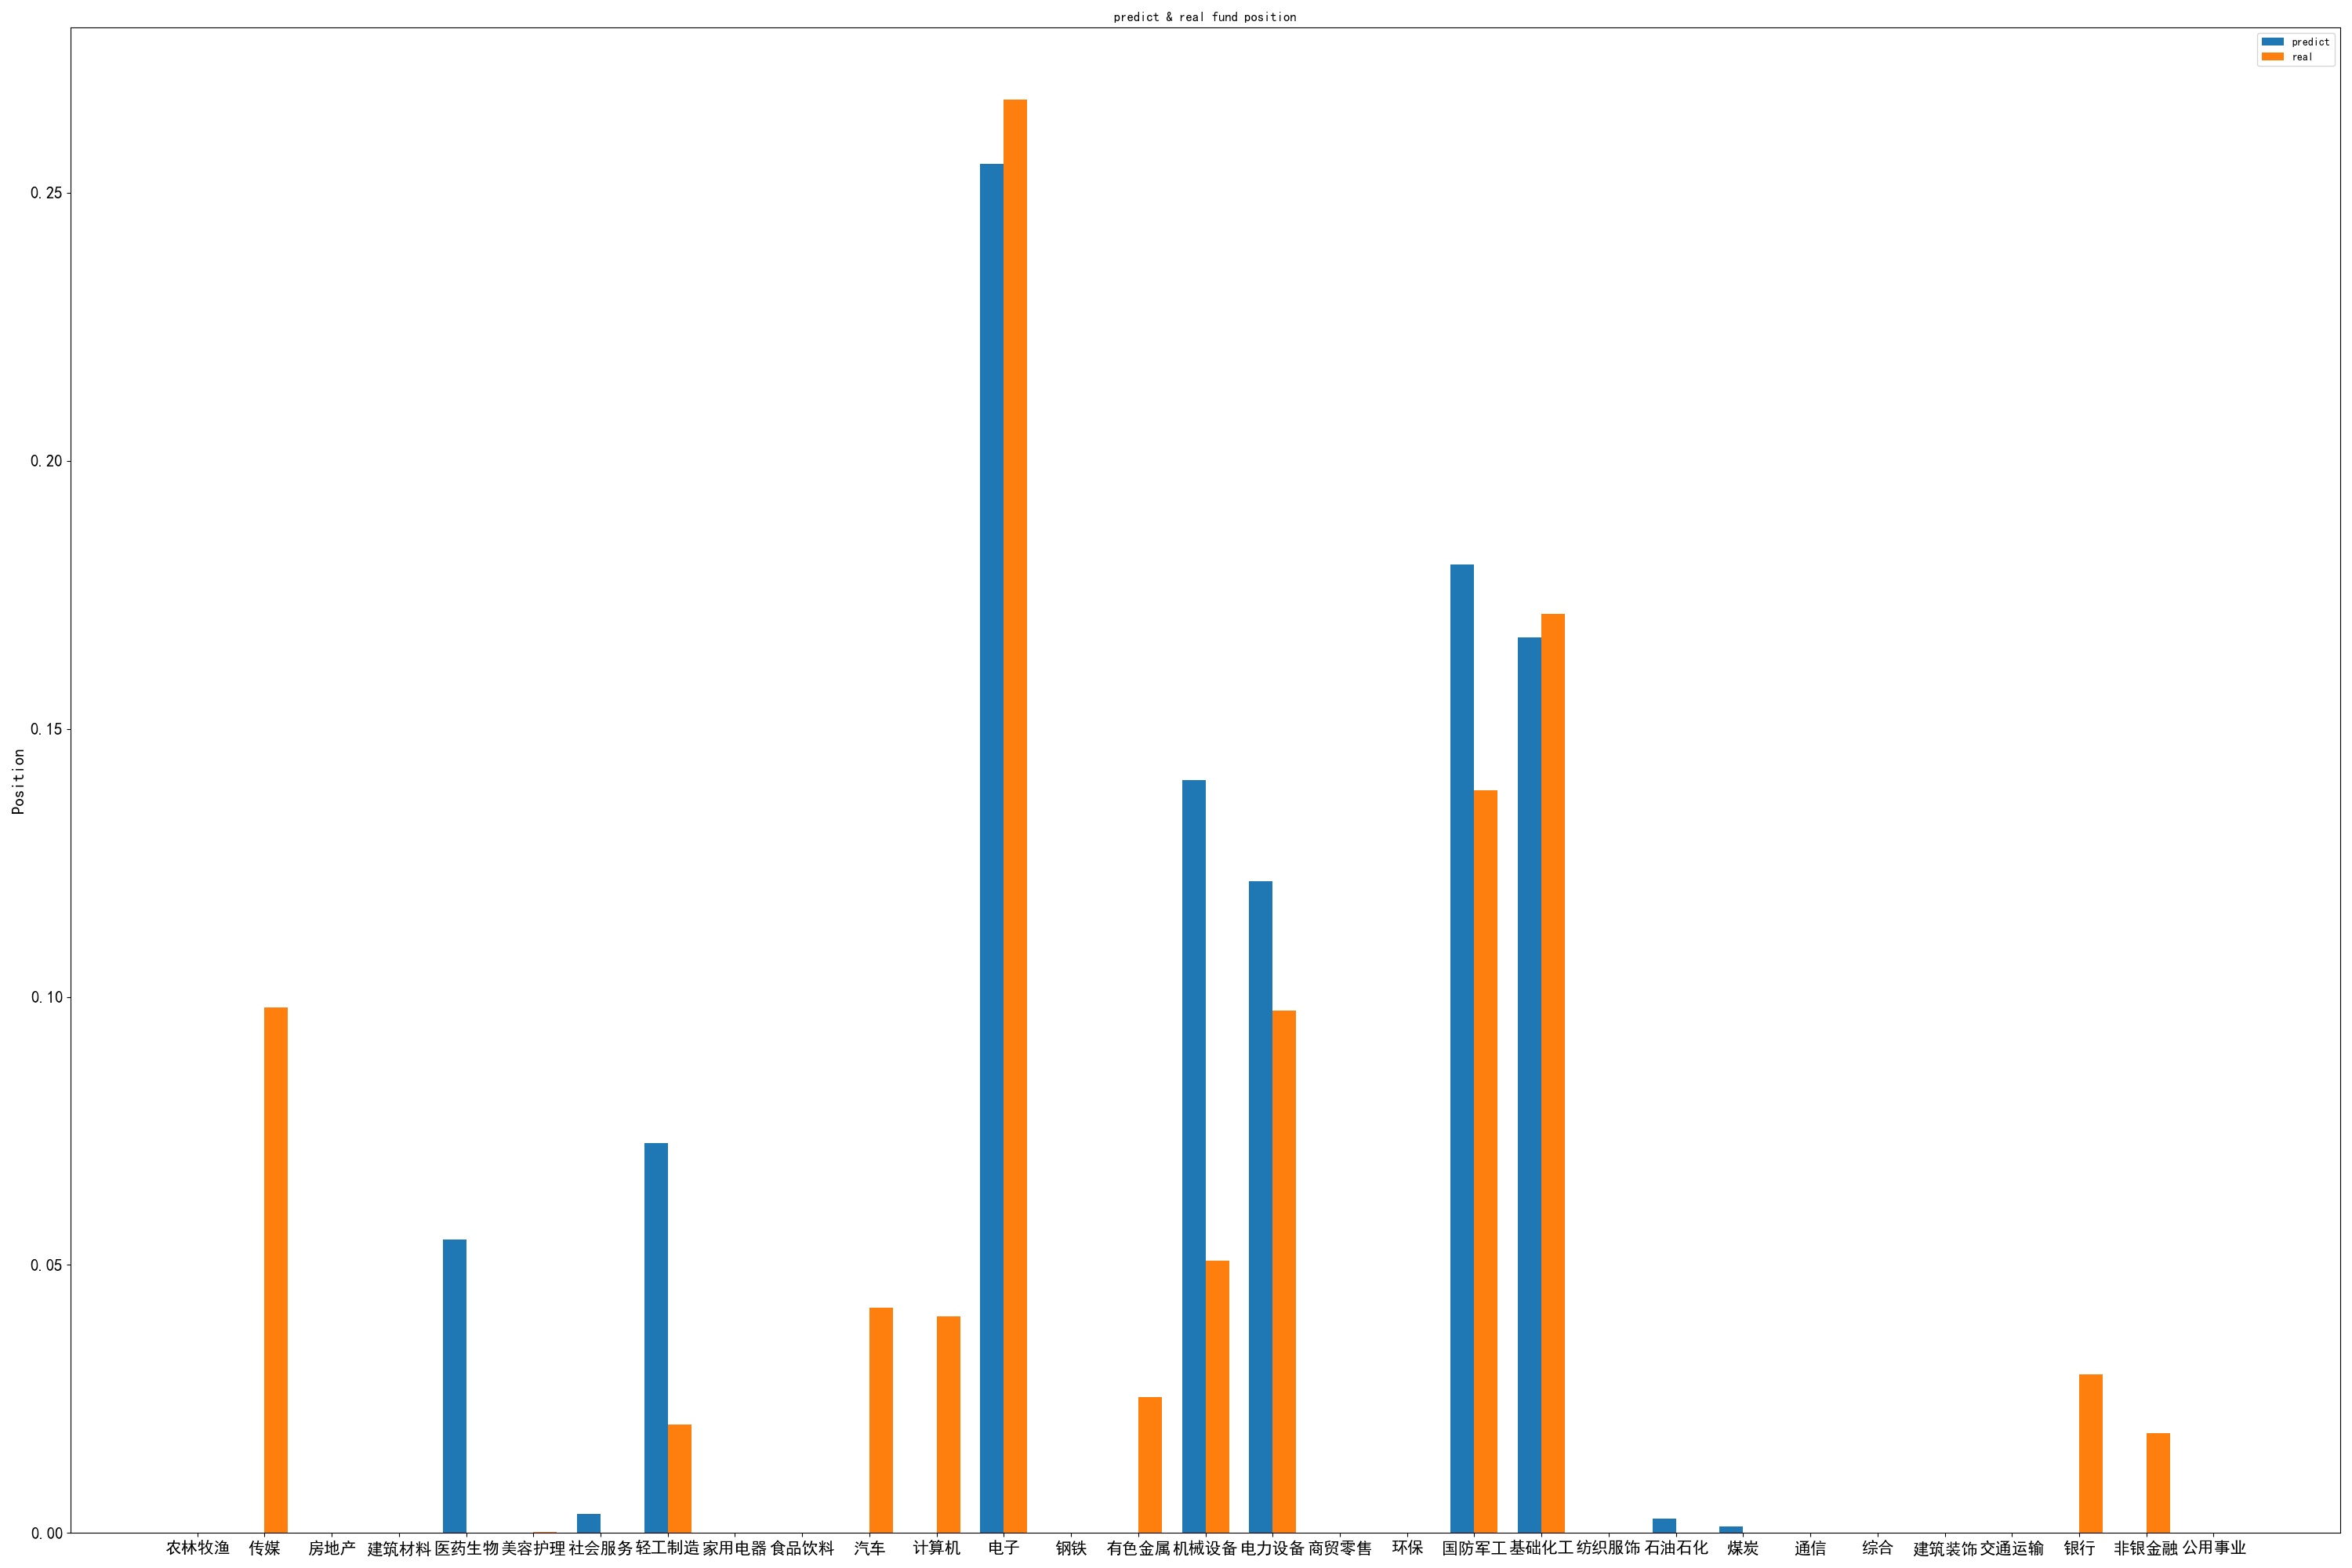 predict & real fund position
predict
real
0.25
0.20
0.15
0.10
0.05
0.00
Position
农林牧渔 传媒 房地产 建筑材料 医药生物 美容护理 社会服务 轻工制造 家用电器 食品饮料 汽车 计算机 电子 钢铁 有色金属 机械设备 电力设备 商贸零售 环保 国防军工 基础化工 纺织服饰 石油石化 煤炭 通信 综合 建筑装饰 交通运输 银行 非银金融 公用事业